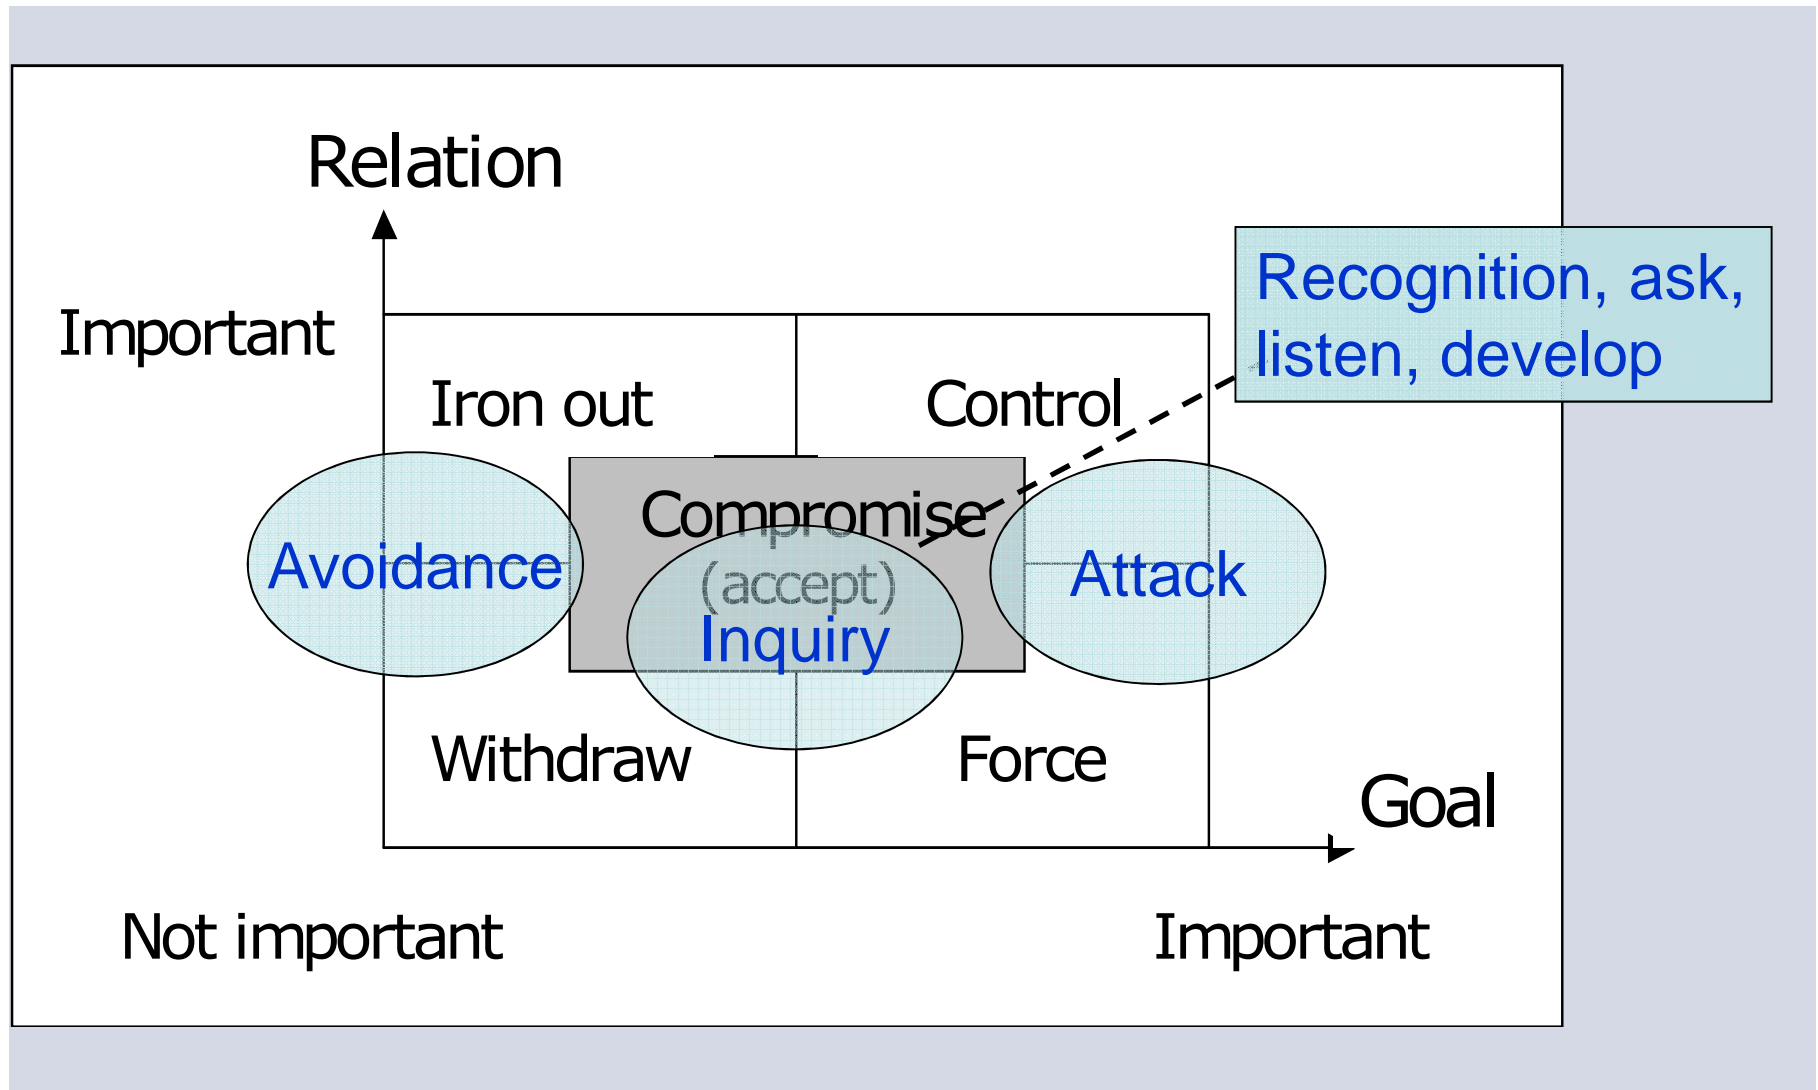 Relation
Recognition, ask,
listen, develop
Important
Iron out
Control
Compromise
(accept)
Avoidance
Attack
Inquiry
Withdraw
Force
Goal
Not important
Important